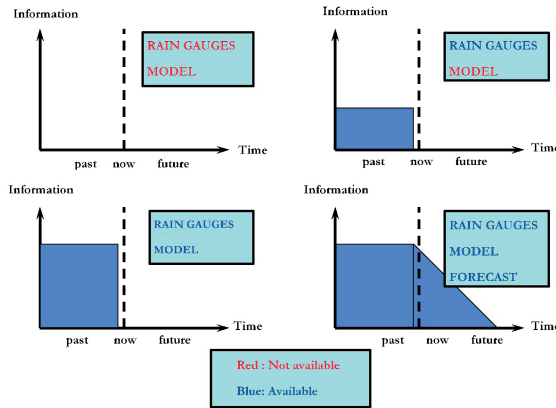 Information
RAIN GAUGES
MODEL
Time
past now future
Information
RAIN GAUGES
MODEL
Time
past now future
Information
RAIN GAUGES
MODEL
Time
past now future
Information
RAIN GAUGES
MODEL
FORECAST
Time
past now future
Red : Not available
Blue: Available